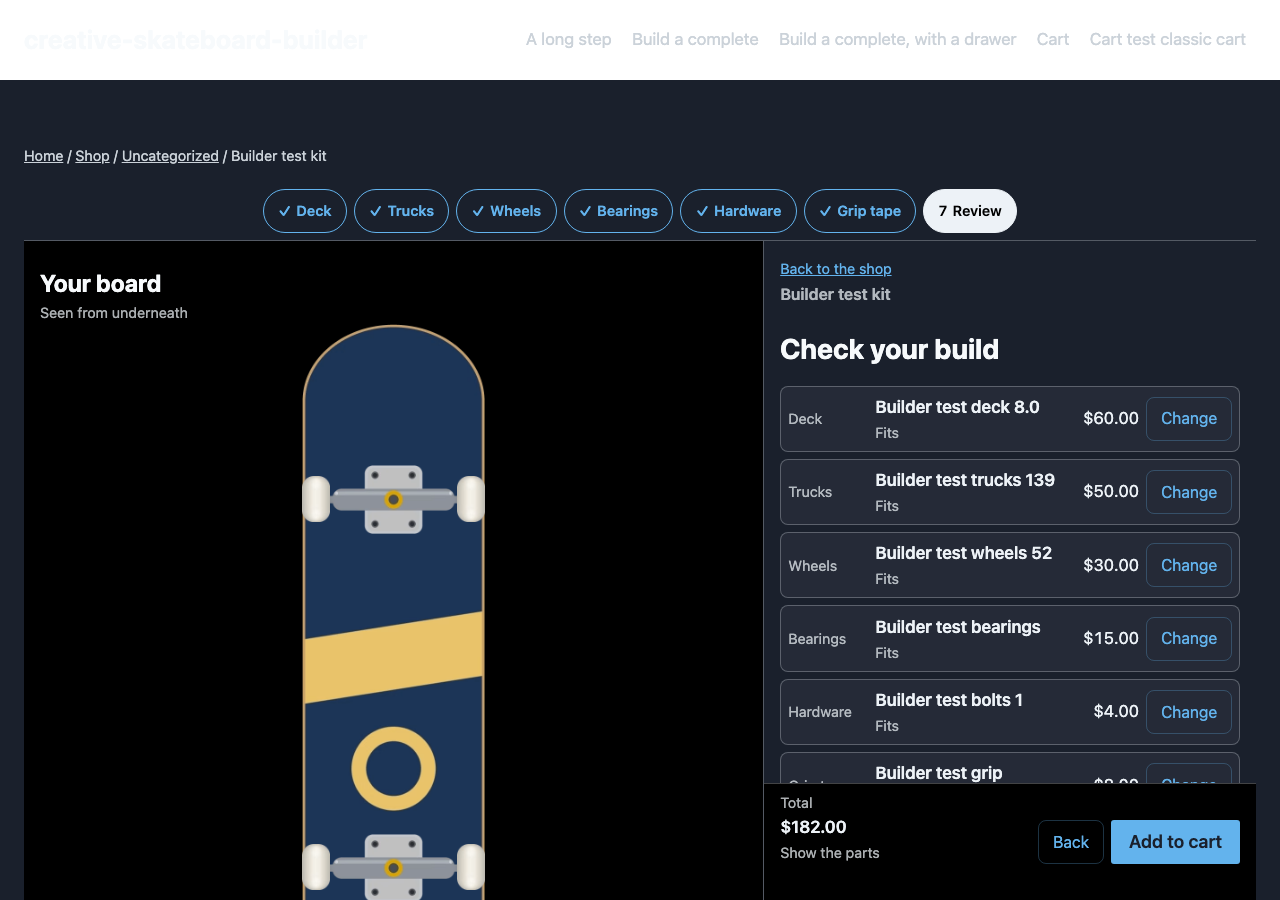 creative-skateboard-builder
A long step Build a complete Build a complete, with a drawer Cart Cart test classic cart
Home / Shop / Uncategorized / Builder test kit
✓ Deck ✓ Trucks ✓ Wheels ✓ Bearings ✓ Hardware ✓ Grip tape 7 Review
Your board
Seen from underneath
Back to the shop
Builder test kit
Check your build
Deck Builder test deck 8.0 $60.00 Change
Fits
Trucks Builder test trucks 139 $50.00 Change
Fits
Wheels Builder test wheels 52 $30.00 Change
Fits
Bearings Builder test bearings $15.00 Change
Fits
Hardware Builder test bolts 1 $4.00 Change
Fits
Builder test grip
Change
Total
$182.00
Show the parts
Back Add to cart